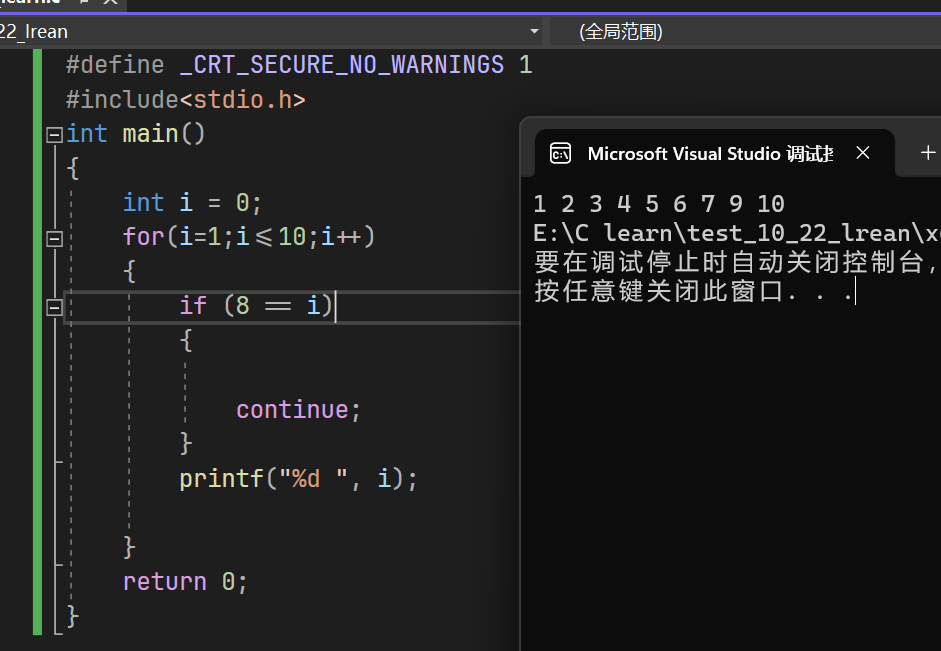 22_lrean
(全局范围)
#define _CRT_SECURE_NO_WARNINGS 1
#include<stdio.h>
int main()
{
int i = 0;
for(i=1;i<=10;i++)
{
if (8 == i)
{
continue;
}
printf("%d ", i);
}
return 0;
}
Microsoft Visual Studio 调试
1 2 3 4 5 6 7 9 10
E:\C learn\test_10_22_lrean\x
要在调试停止时自动关闭控制台,
按任意键关闭此窗口. . .